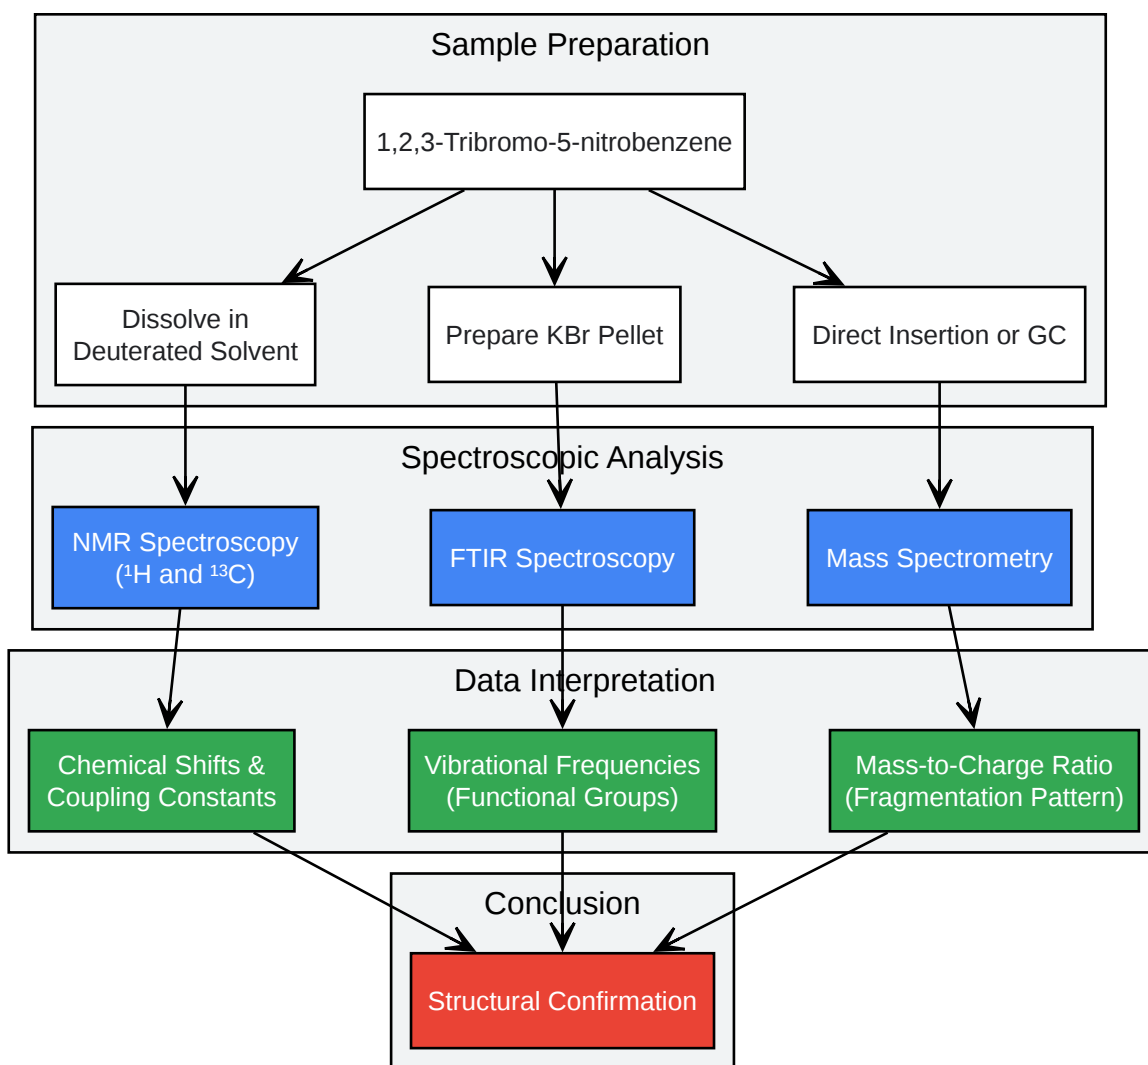 Sample Preparation
1,2,3-Tribromo-5-nitrobenzene
Dissolve in
Deuterated Solvent
Prepare KBr Pellet
Direct Insertion or GC
Spectroscopic Analysis
NMR Spectroscopy
(¹H and ¹³C)
FTIR Spectroscopy
Mass Spectrometry
Data Interpretation
Chemical Shifts &
Coupling Constants
Vibrational Frequencies
(Functional Groups)
Mass-to-Charge Ratio
(Fragmentation Pattern)
Conclusion
Structural Confirmation